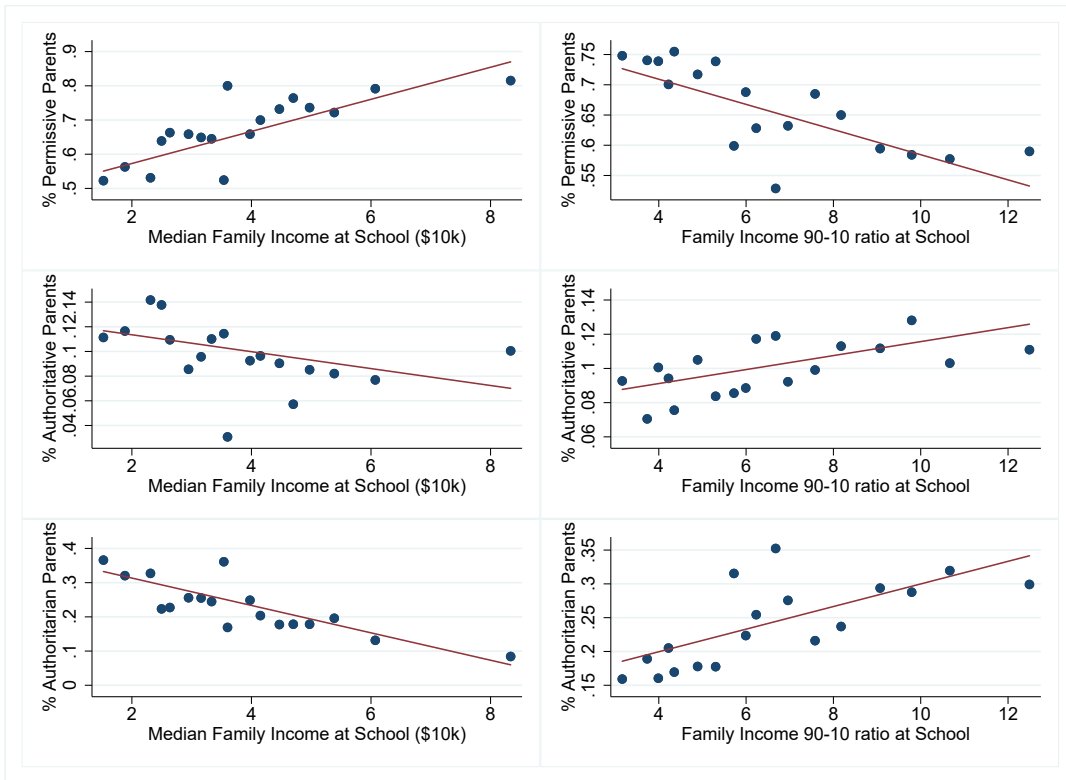 % Permissive Parents
.9
.8
.7
.6
.5
2 4 6 8
Median Family Income at School ($10k)
% Permissive Parents
.75
.7
.65
.6
.55
4 6 8 10 12
Family Income 90-10 ratio at School
% Authoritative Parents
.14
.12
.1
.08
.06
.04
2 4 6 8
Median Family Income at School ($10k)
% Authoritative Parents
.14
.12
.1
.08
.06
4 6 8 10 12
Family Income 90-10 ratio at School
% Authoritarian Parents
.4
.3
.2
.1
0
2 4 6 8
Median Family Income at School ($10k)
% Authoritarian Parents
.35
.3
.25
.2
.15
4 6 8 10 12
Family Income 90-10 ratio at School